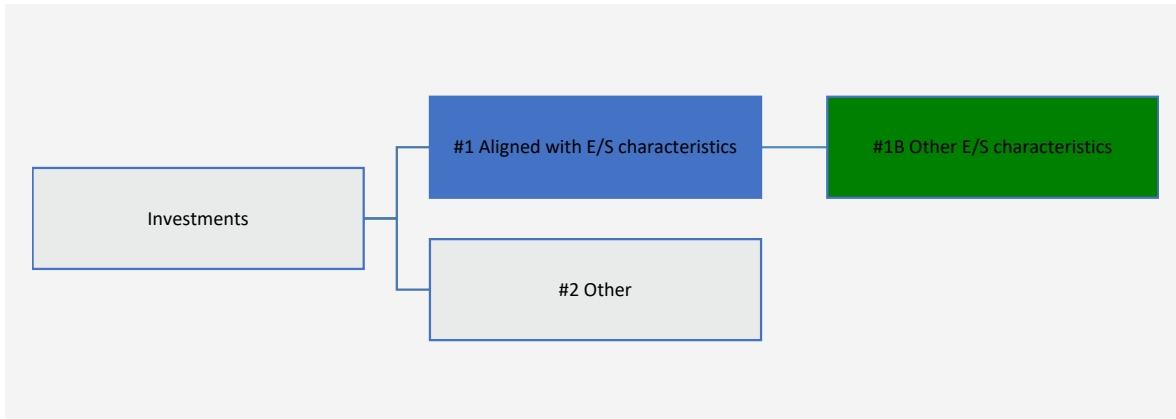 #1 Aligned with E/S characteristics
#1B Other E/S characteristics
Investments
#2 Other